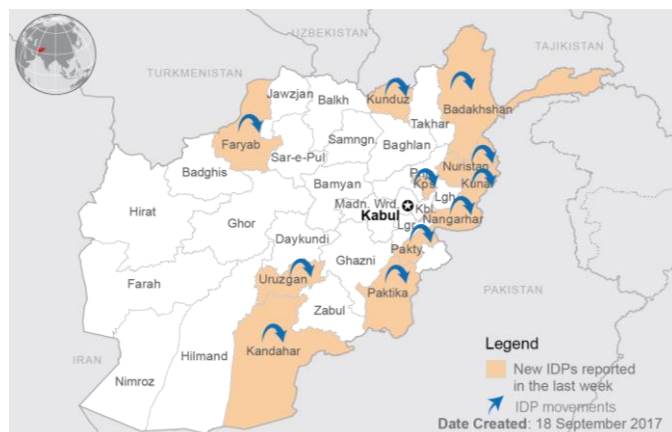 UZBEKISTAN
TAJIKISTAN
TURKMENISTAN
Jawzjan
Balkh
Kunduz
Badakhshan
Takhar
Faryab
Samngn.
Baghlan
Sar-e-Pul
Nuristan
Badghis
Kps.
Kunar
Bamyan
Lgh.
Hirat
Madn. Wrd.
Kbl.
Kabul
Nangarhar
Ghor
Lgr.
Daykundi
Pakty.
Ghazni
Uruzgan
Paktika
Farah
Zabul
PAKISTAN
Kandahar
Hilmand
IRAN
Nimroz
Legend
New IDPs reported
in the last week
IDP movements
Date Created: 18 September 2017